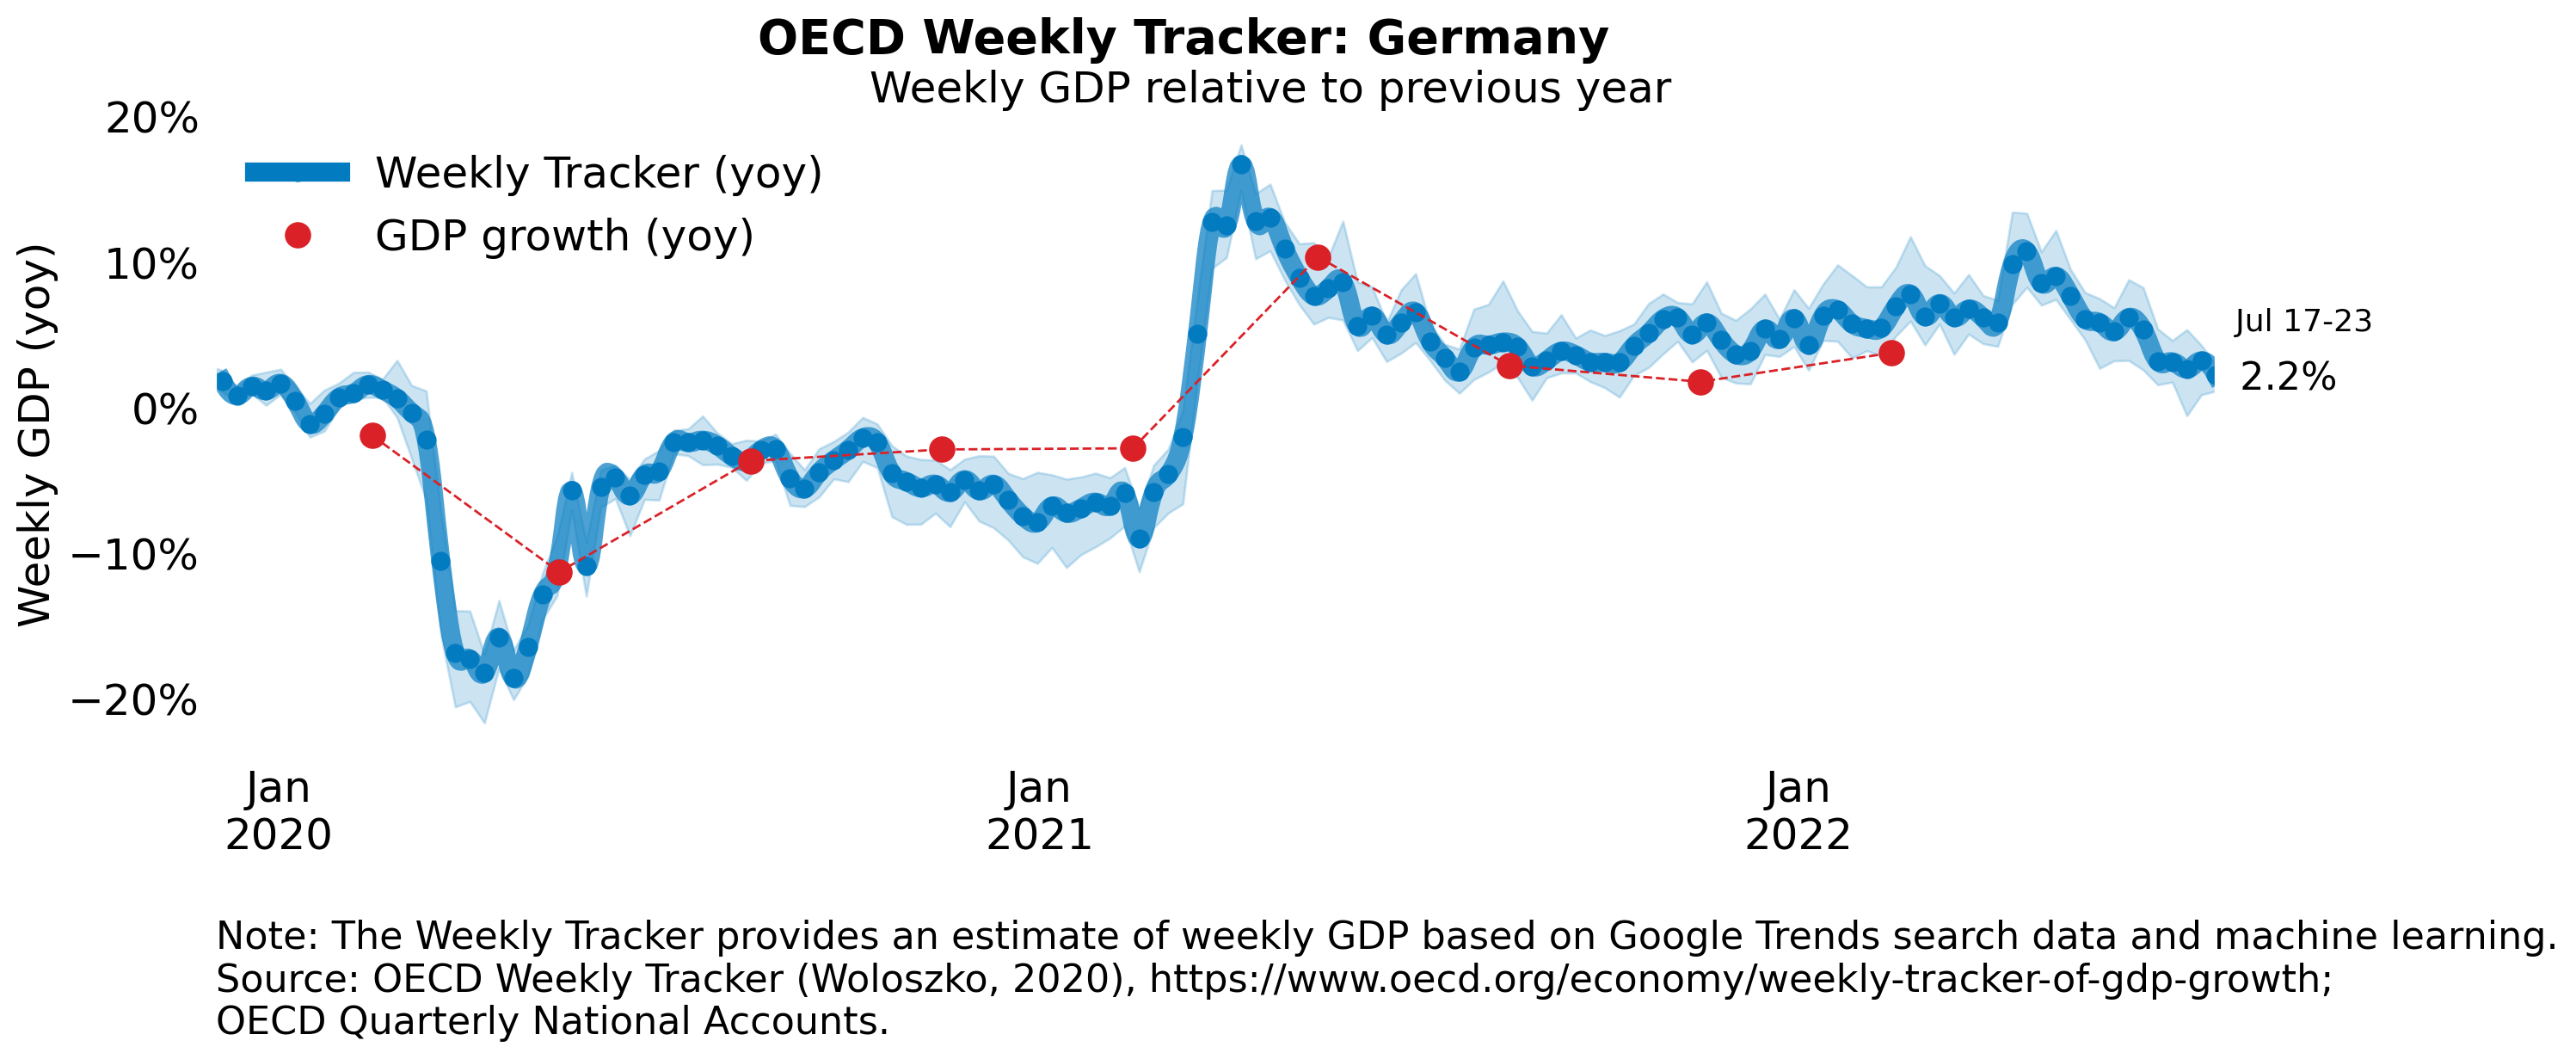 OECD Weekly Tracker: Germany
Weekly GDP relative to previous year
20%
10%
0%
−10%
−20%
Weekly GDP (yoy)
Weekly Tracker (yoy)
GDP growth (yoy)
Jul 17-23
2.2%
Jan
2020
Jan
2021
Jan
2022
Note: The Weekly Tracker provides an estimate of weekly GDP based on Google Trends search data and machine learning.
Source: OECD Weekly Tracker (Woloszko, 2020), https://www.oecd.org/economy/weekly-tracker-of-gdp-growth;
OECD Quarterly National Accounts.